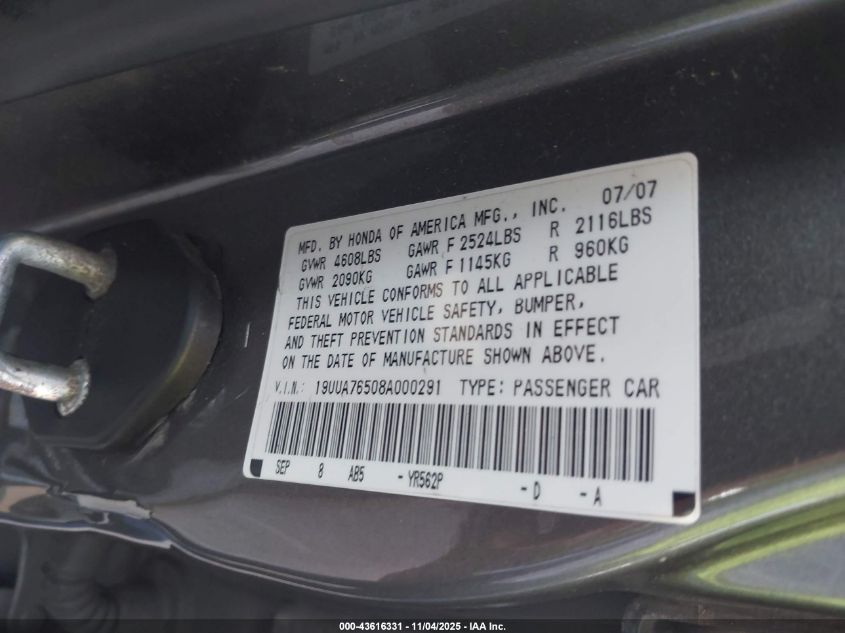 MFD. BY HONDA OF AMERICA MFG., INC. 07/07
GVWR 4608LBS GAWR F 2524LBS R 2116LBS
GVWR 2090KG GAWR F 1145KG R 960KG
THIS VEHICLE CONFORMS TO ALL APPLICABLE
FEDERAL MOTOR VEHICLE SAFETY, BUMPER,
AND THEFT PREVENTION STANDARDS IN EFFECT
ON THE DATE OF MANUFACTURE SHOWN ABOVE.
V.I.N.: 19UUA76508A000291 TYPE: PASSENGER CAR
SEP 8 AB5 - YR562P - D - A
000-43616331 - 11/04/2025 - IAA Inc.